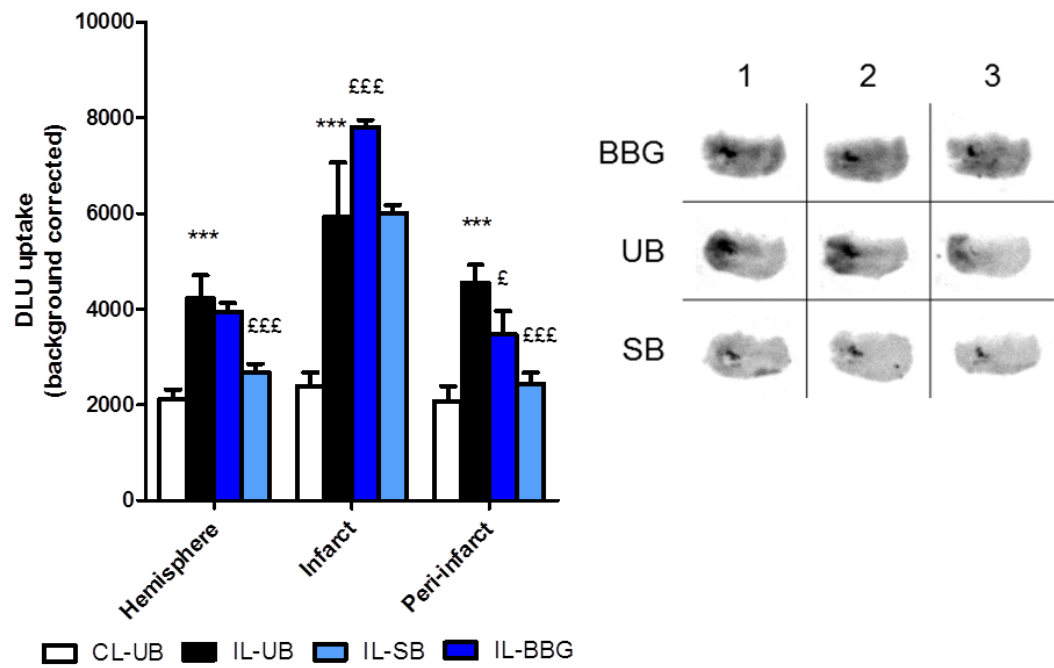 DLU uptake
(background corrected)
10000
8000
6000
4000
2000
0
***
£££
***
£££
***
£
£££
Hemisphere
Infarct
Peri-infarct
CL-UB IL-UB IL-SB IL-BBG
1 2 3
BBG
UB
SB